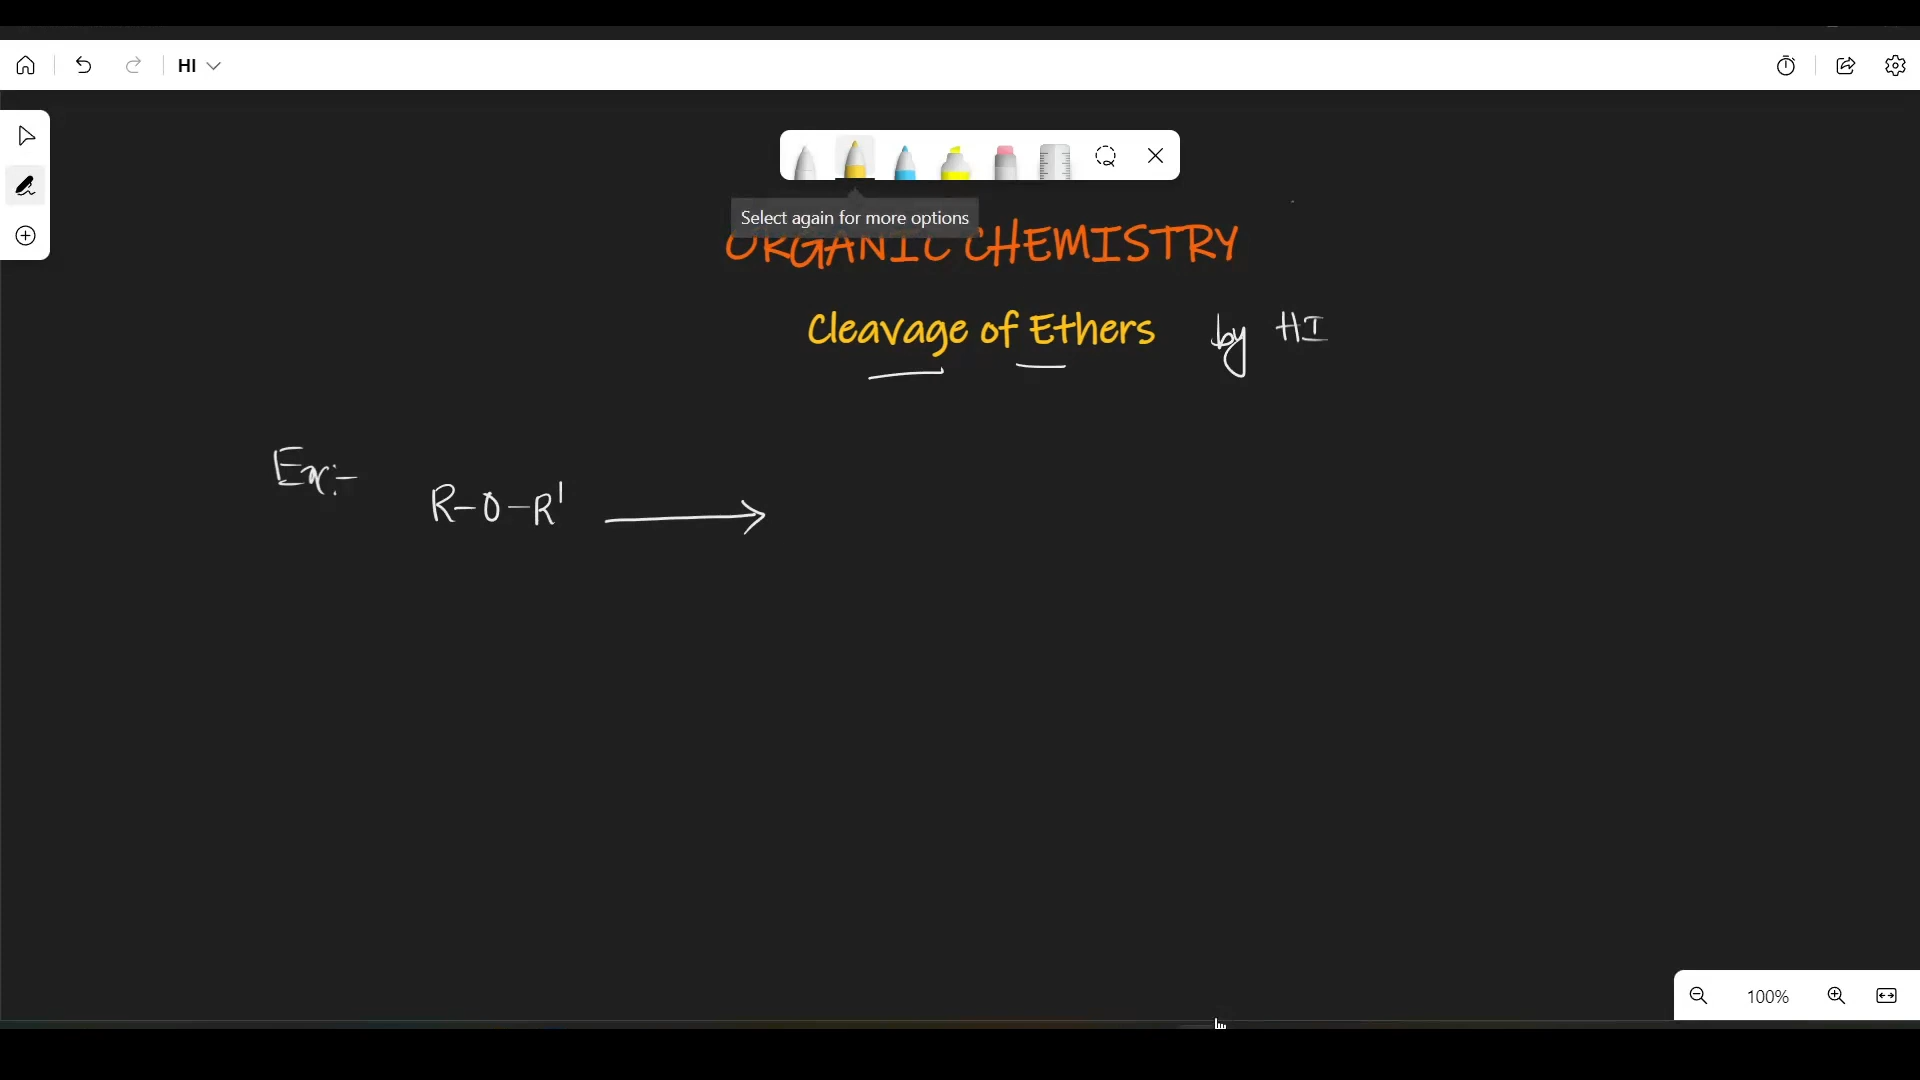 HI
Select again for more options
ORGANIC CHEMISTRY
Cleavage of Ethers by HI
Ex:-
R-O-R' ⟶
100%